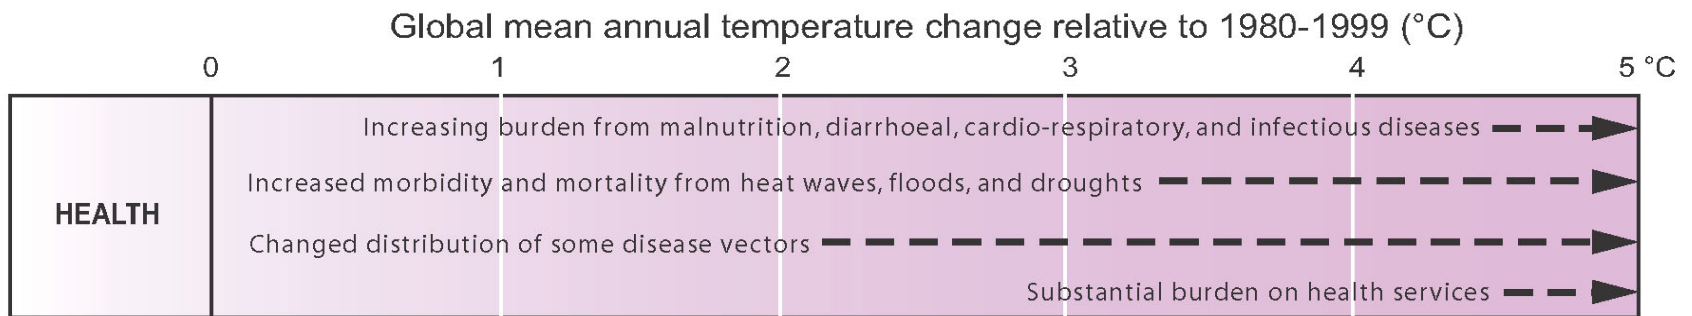 Global mean annual temperature change relative to 1980-1999 (°C)
0 1 2 3 4 5 °C
Increasing burden from malnutrition, diarrhoeal, cardio-respiratory, and infectious diseases
Increased morbidity and mortality from heat waves, floods, and droughts
HEALTH
Changed distribution of some disease vectors
Substantial burden on health services